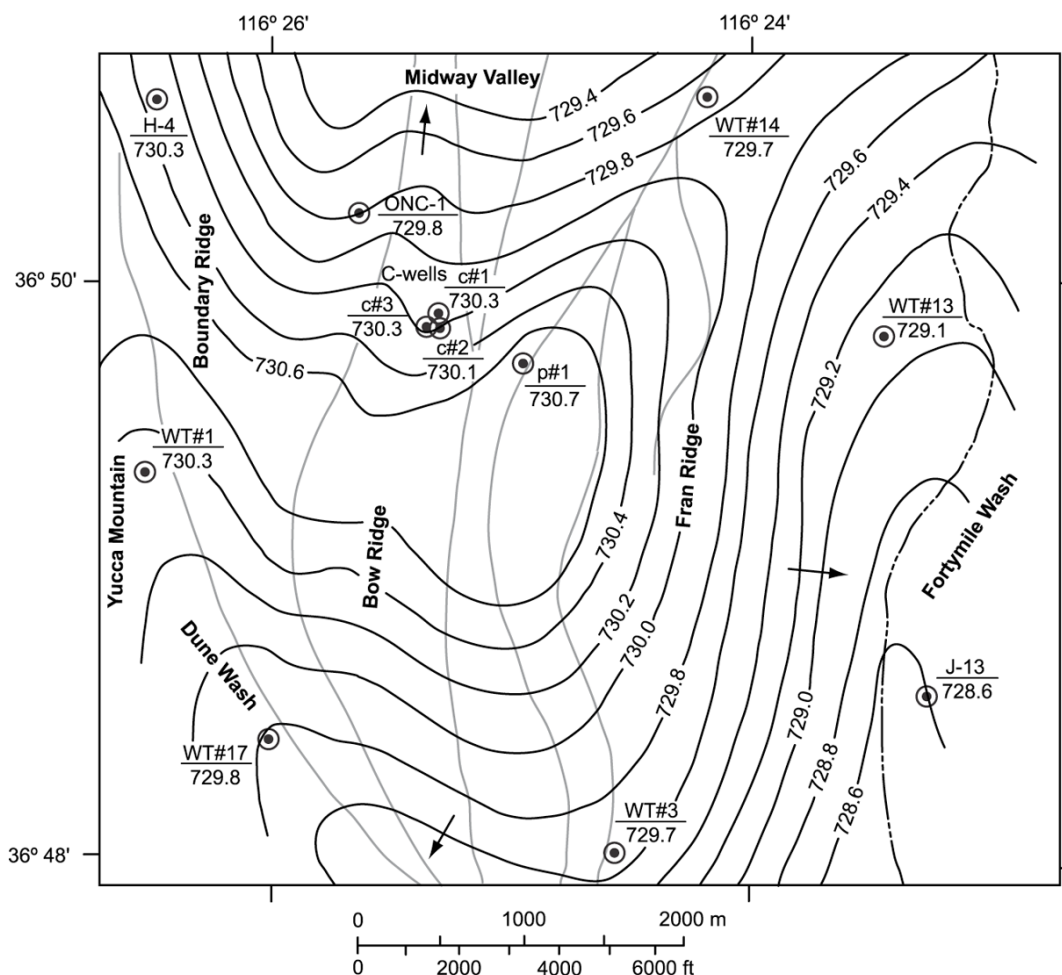 116º 26'
116º 24'
Midway Valley
729.4
729.6
729.8
H-4
730.3
WT#14
729.7
729.6
729.4
ONC-1
729.8
Boundary Ridge
36º 50'
C-wells
c#1
730.3
c#3
730.3
c#2
730.1
WT#13
729.1
730.6
p#1
730.7
729.2
WT#1
730.3
Yucca Mountain
Fran Ridge
730.4
Bow Ridge
Fortymile Wash
730.2
730.0
Dune Wash
729.8
J-13
728.6
729.0
WT#17
729.8
728.8
728.6
WT#3
729.7
36º 48'
0 1000 2000 m
0 2000 4000 6000 ft